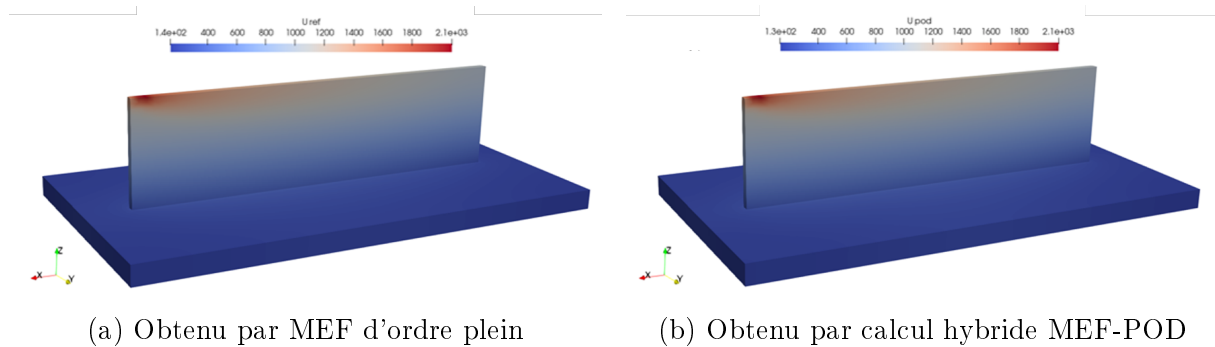 U ref
1.4e+02 400 600 800 1000 1200 1400 1600 1800 2.1e+03
U pod
1.3e+02 400 600 800 1000 1200 1400 1600 1800 2.1e+03
Z
X
Y
Z
X
Y
(a) Obtenu par MEF d'ordre plein
(b) Obtenu par calcul hybride MEF-POD